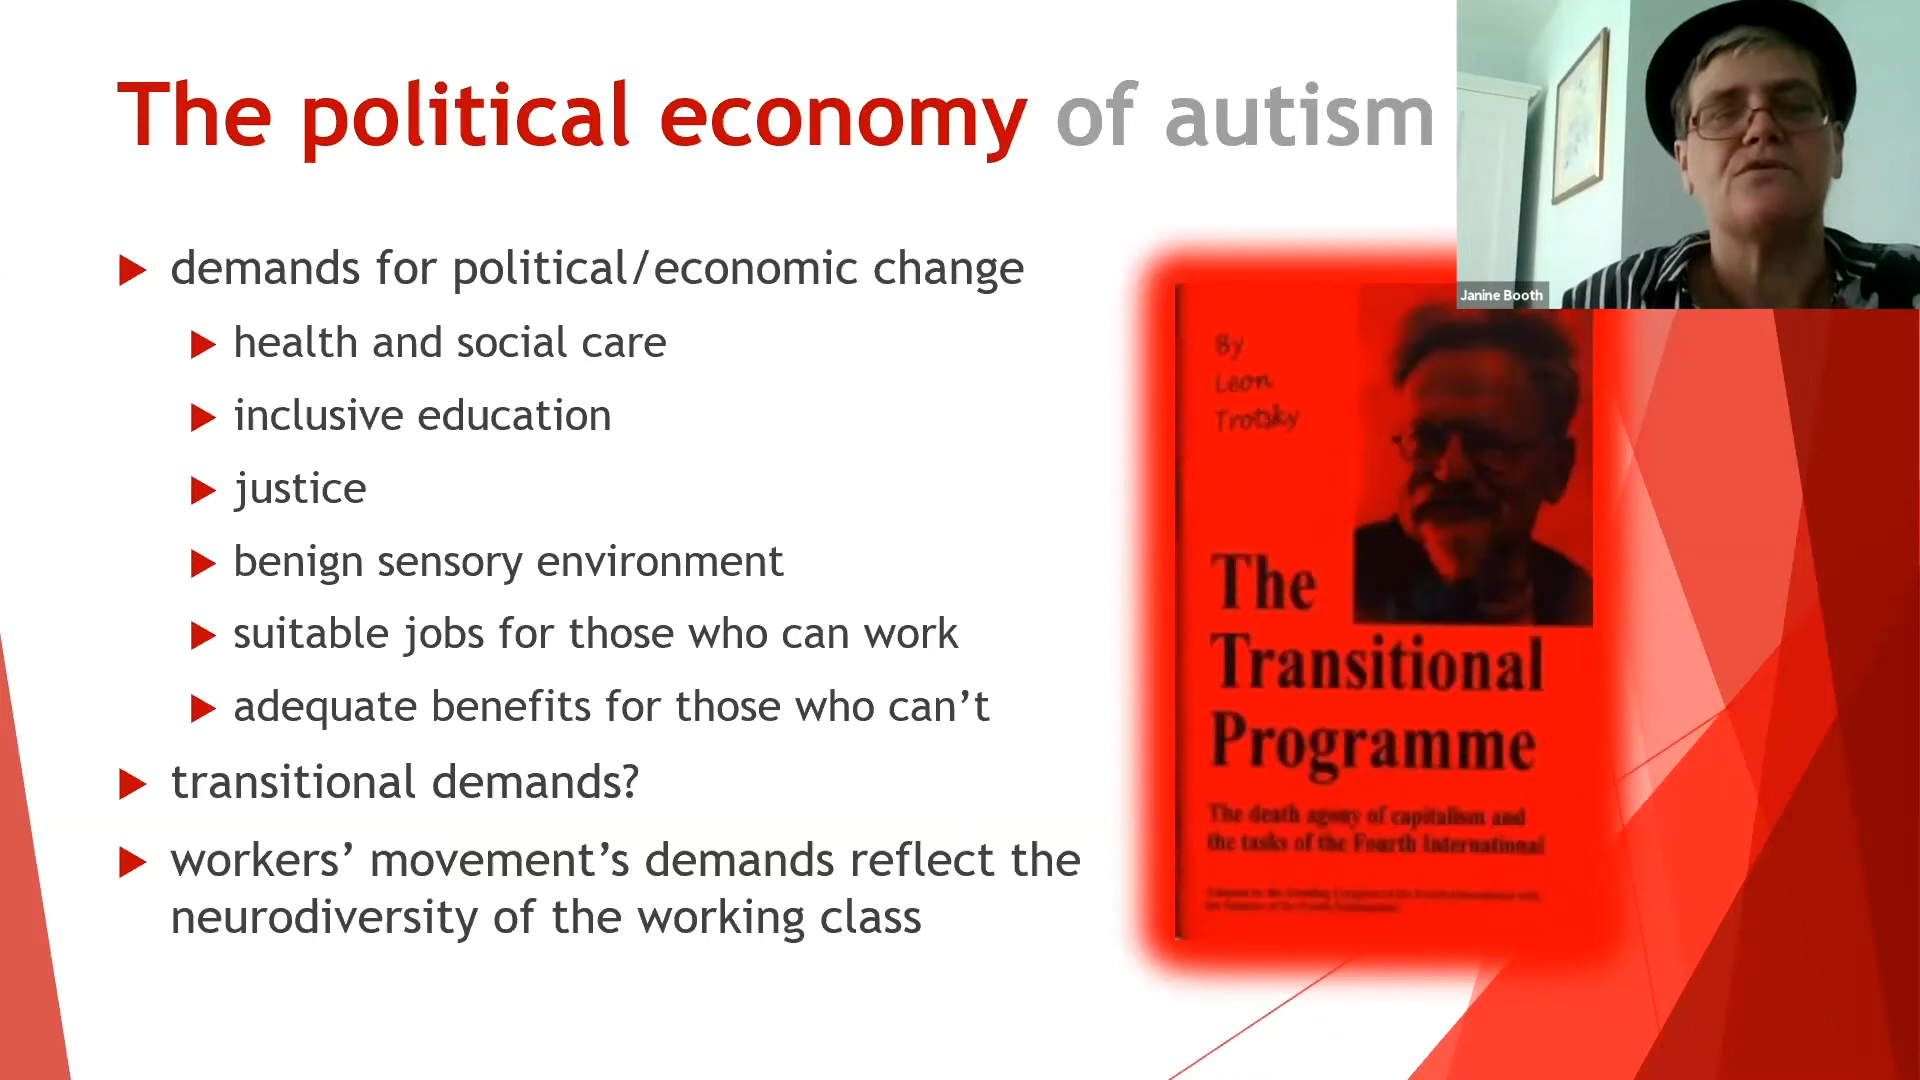 The political economy of autism
demands for political/economic change
health and social care
inclusive education
justice
benign sensory environment
suitable jobs for those who can work
adequate benefits for those who can’t
transitional demands?
workers’ movement’s demands reflect the
neurodiversity of the working class
Janine Booth
By
Leon
Trotsky
The
Transitional
Programme
The death agony of capitalism and
the tasks of the Fourth International